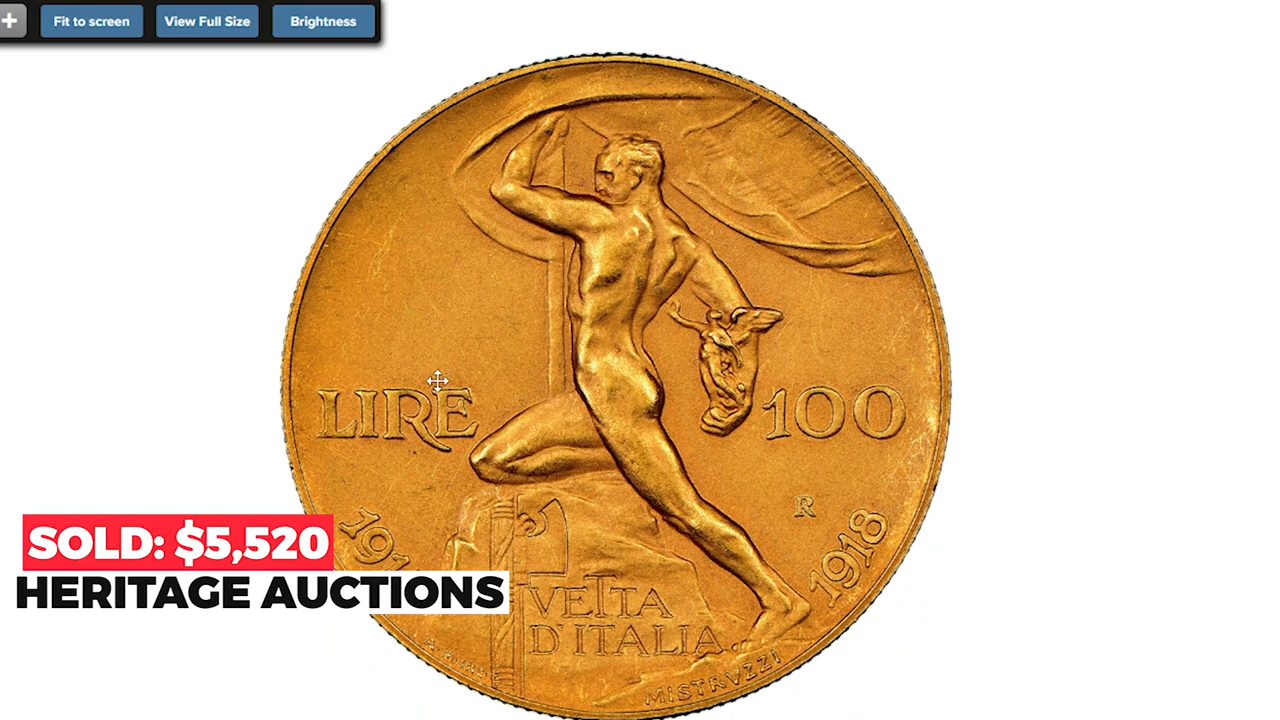 Fit to screen
View Full Size
Brightness
LIRE
100
R
1918
SOLD: $5,520
HERITAGE AUCTIONS
VETTA
D'ITALIA
MISTRVZZI